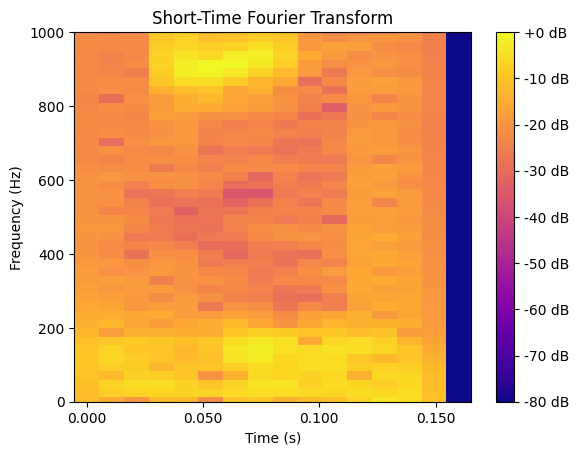 Short-Time Fourier Transform
Frequency (Hz)
1000
800
600
400
200
0
0.000
0.050
0.100
0.150
Time (s)
+0 dB
-10 dB
-20 dB
-30 dB
-40 dB
-50 dB
-60 dB
-70 dB
-80 dB